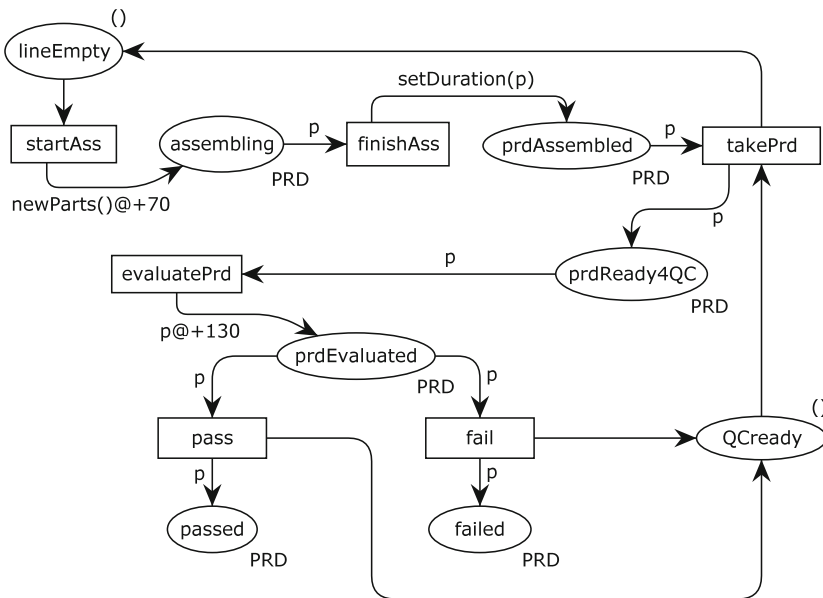 ()
lineEmpty
setDuration(p)
startAss
assembling
p
finishAss
prdAssembled
p
takePrd
PRD
PRD
newParts()@+70
p
evaluatePrd
p
prdReady4QC
PRD
p@+130
prdEvaluated
PRD
p
p
()
pass
fail
QCready
p
p
passed
failed
PRD
PRD